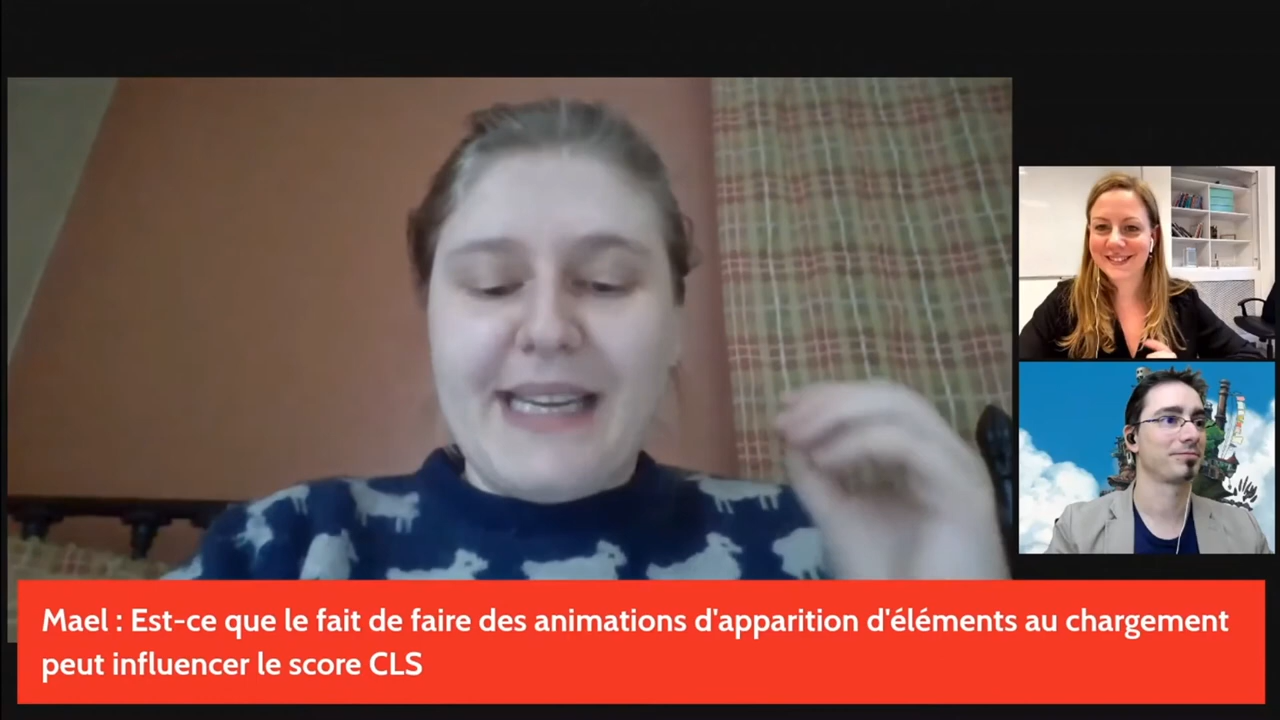 Mael : Est-ce que le fait de faire des animations d'apparition d'éléments au chargement
peut influencer le score CLS